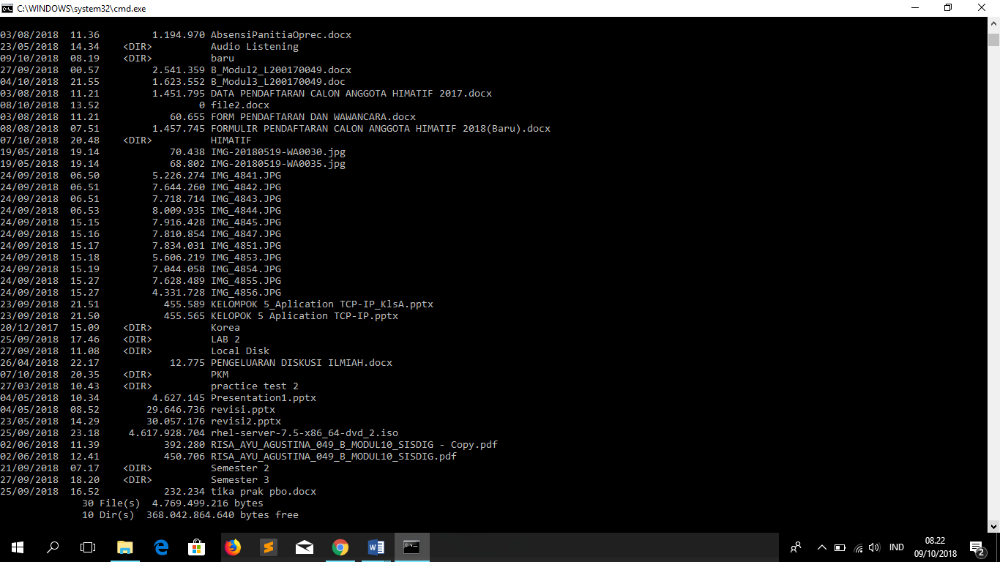 C:\WINDOWS\system32\cmd.exe
03/08/2018  11.36         1.194.970 AbsensiPanitiaOprec.docx
23/05/2018  14.34    <DIR>          Audio Listening
09/10/2018  08.19    <DIR>          baru
27/09/2018  00.57         2.541.359 B_Modul2_L200170049.docx
04/10/2018  21.55         1.623.552 B_Modul3_L200170049.doc
03/08/2018  11.21         1.451.795 DATA PENDAFTARAN CALON ANGGOTA HIMATIF 2017.docx
08/10/2018  13.52                 0 file2.docx
03/08/2018  11.21            60.655 FORM PENDAFTARAN DAN WAWANCARA.docx
08/08/2018  07.51         1.457.745 FORMULIR PENDAFTARAN CALON ANGGOTA HIMATIF 2018(Baru).docx
07/10/2018  20.48    <DIR>          HIMATIF
19/05/2018  19.14            70.438 IMG-20180519-WA0030.jpg
19/05/2018  19.14            68.802 IMG-20180519-WA0035.jpg
24/09/2018  06.50         5.226.274 IMG_4841.JPG
24/09/2018  06.51         7.644.260 IMG_4842.JPG
24/09/2018  06.51         7.718.714 IMG_4843.JPG
24/09/2018  06.53         8.009.935 IMG_4844.JPG
24/09/2018  15.15         7.916.428 IMG_4845.JPG
24/09/2018  15.16         7.810.854 IMG_4847.JPG
24/09/2018  15.17         7.834.031 IMG_4851.JPG
24/09/2018  15.18         5.606.219 IMG_4853.JPG
24/09/2018  15.19         7.044.058 IMG_4854.JPG
24/09/2018  15.27         7.628.489 IMG_4855.JPG
24/09/2018  15.27         4.331.728 IMG_4856.JPG
23/09/2018  21.51           455.589 KELOMPOK 5_Aplication TCP-IP_KlsA.pptx
23/09/2018  21.50           455.565 KELOPOK 5 Aplication TCP-IP.pptx
20/12/2017  15.09    <DIR>          Korea
25/09/2018  17.46    <DIR>          LAB 2
27/09/2018  11.08    <DIR>          Local Disk
26/04/2018  22.17            12.775 PENGELUARAN DISKUSI ILMIAH.docx
07/10/2018  20.35    <DIR>          PKM
27/03/2018  10.43    <DIR>          practice test 2
04/05/2018  10.34         4.627.145 Presentation1.pptx
04/05/2018  08.52        29.646.736 revisi.pptx
23/05/2018  14.29        30.057.176 revisi2.pptx
25/09/2018  23.18     4.617.928.704 rhel-server-7.5-x86_64-dvd_2.iso
02/06/2018  11.39           392.280 RISA_AYU_AGUSTINA_049_B_MODUL10_SISDIG - Copy.pdf
02/06/2018  12.41           450.706 RISA_AYU_AGUSTINA_049_B_MODUL10_SISDIG.pdf
21/09/2018  07.17    <DIR>          Semester 2
27/09/2018  18.20    <DIR>          Semester 3
25/09/2018  16.52           232.234 tika prak pbo.docx
30 File(s)  4.769.499.216 bytes
10 Dir(s)  368.042.864.640 bytes free
IND
08.22
09/10/2018
2